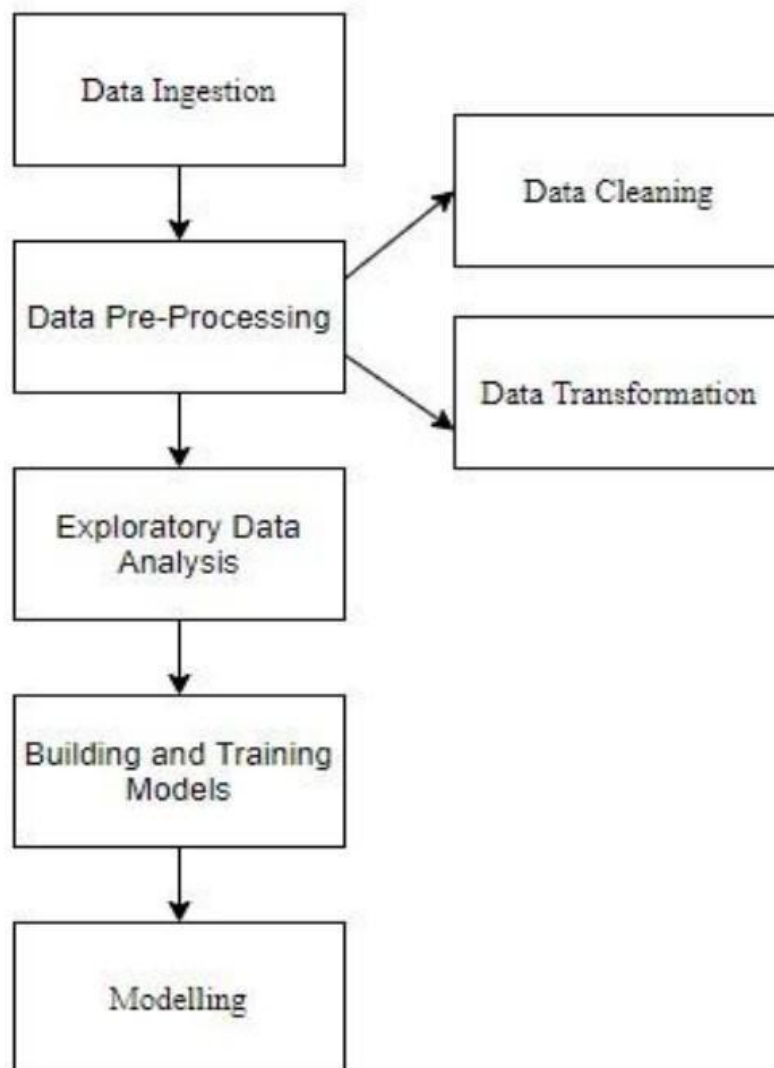 Data Ingestion
Data Cleaning
Data Pre-Processing
Data Transformation
Exploratory Data
Analysis
Building and Training
Models
Modelling